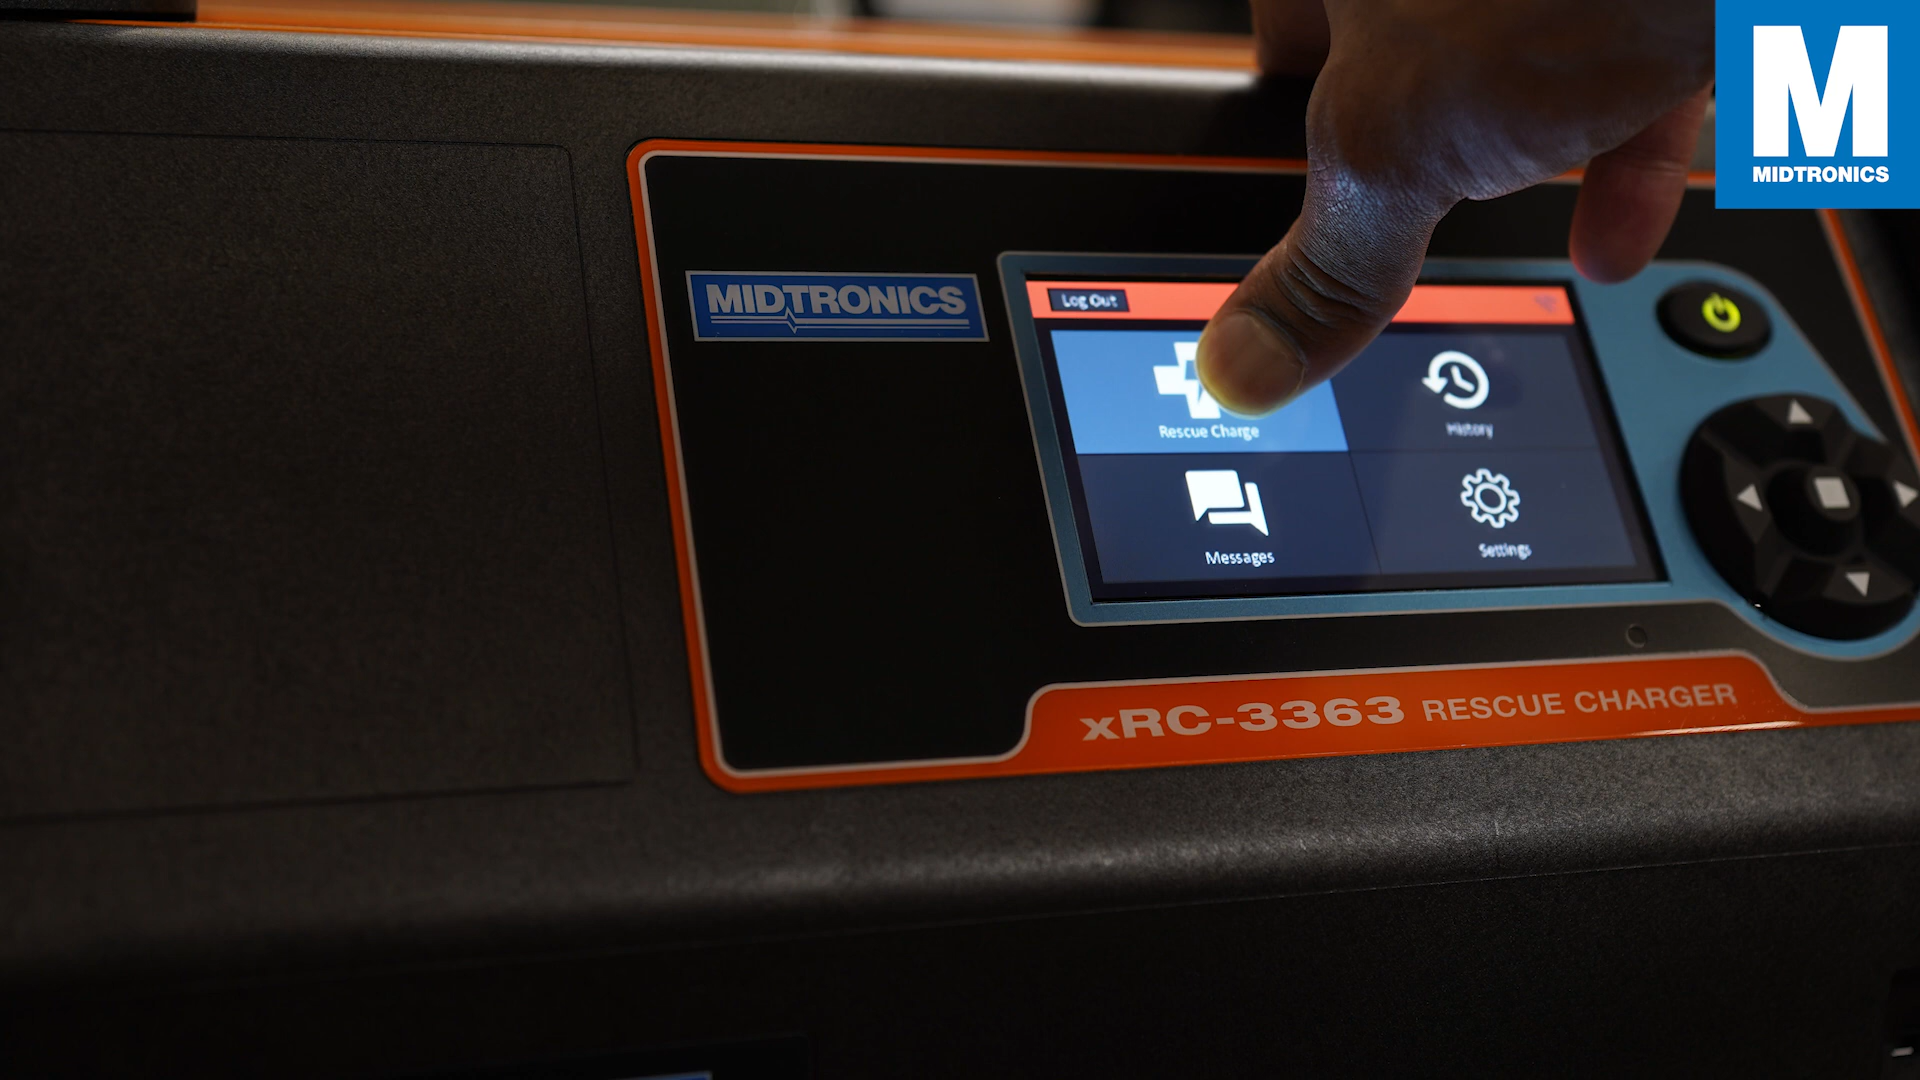 M
MIDTRONICS
MIDTRONICS
Log Out
Rescue Charge
History
Messages
Settings
xRC-3363 RESCUE CHARGER